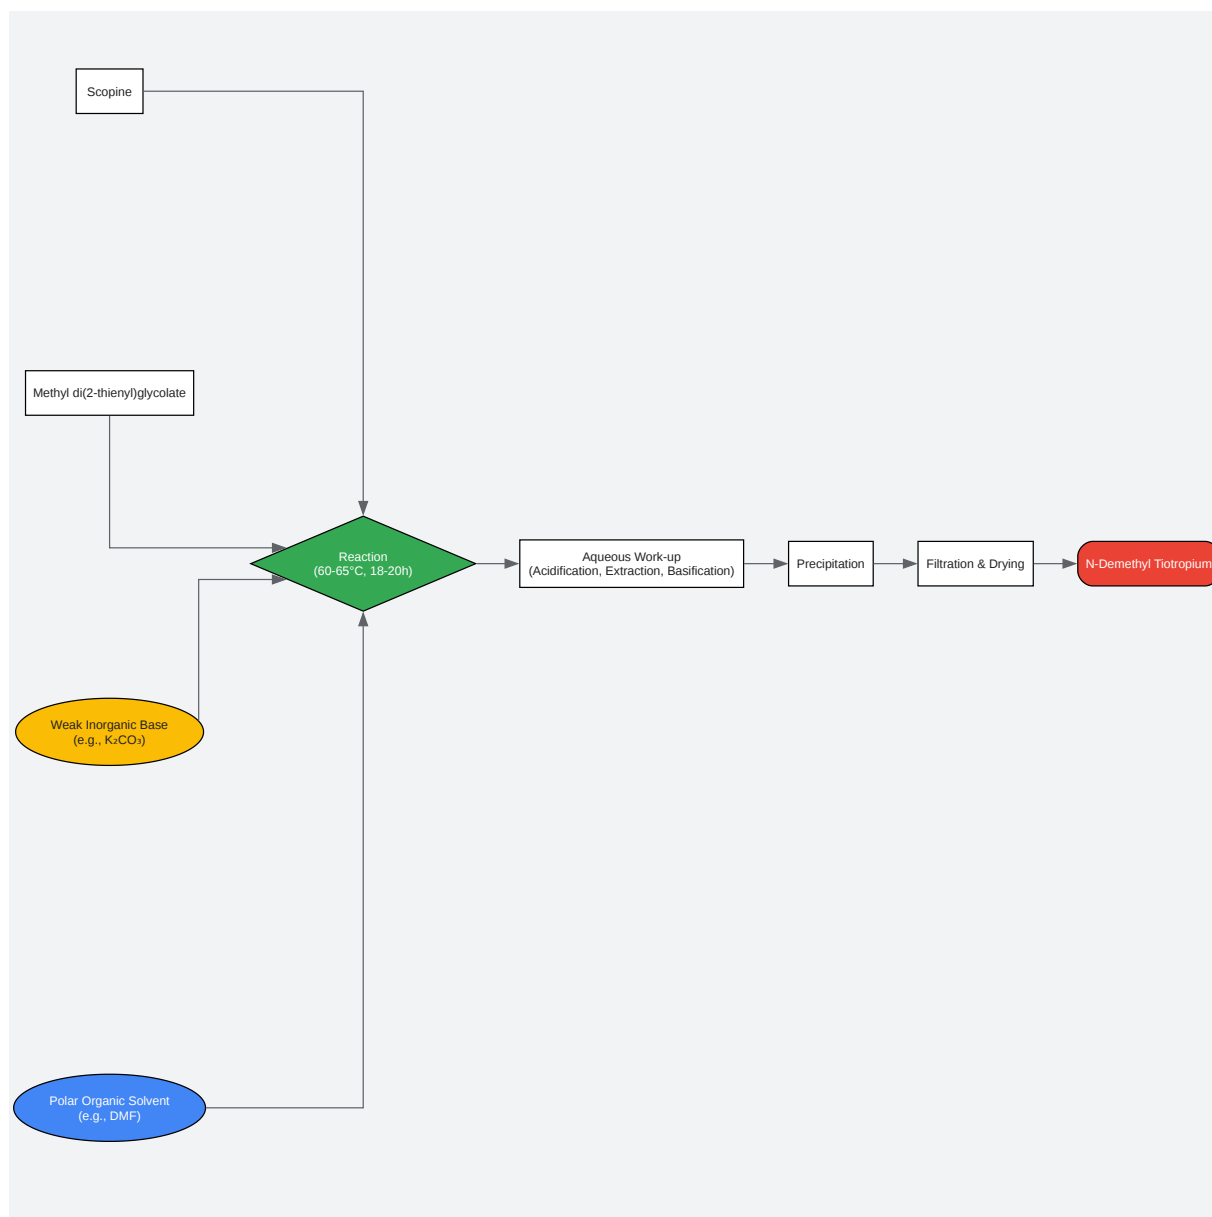 Scopine
Methyl di(2-thienyl)glycolate
Reaction
(60-65°C, 18-20h)
Aqueous Work-up
(Acidification, Extraction, Basification)
Precipitation
Filtration & Drying
N-Demethyl Tiotropium
Weak Inorganic Base
(e.g., K₂CO₃)
Polar Organic Solvent
(e.g., DMF)